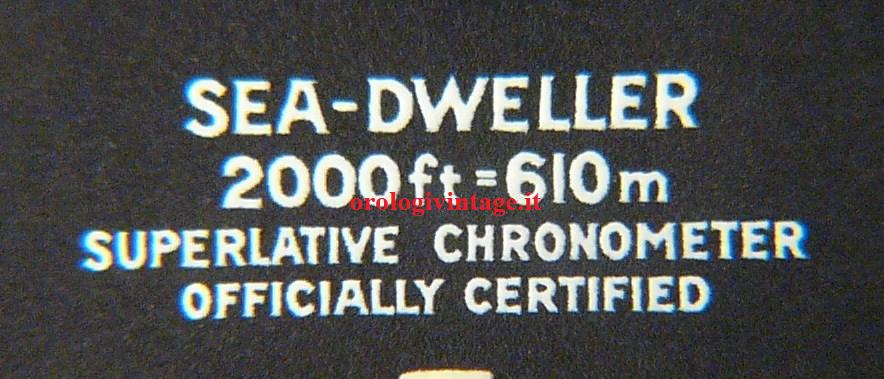 SEA-DWELLER
2000ft=610m
orologivintage.it
SUPERLATIVE CHRONOMETER
OFFICIALLY CERTIFIED